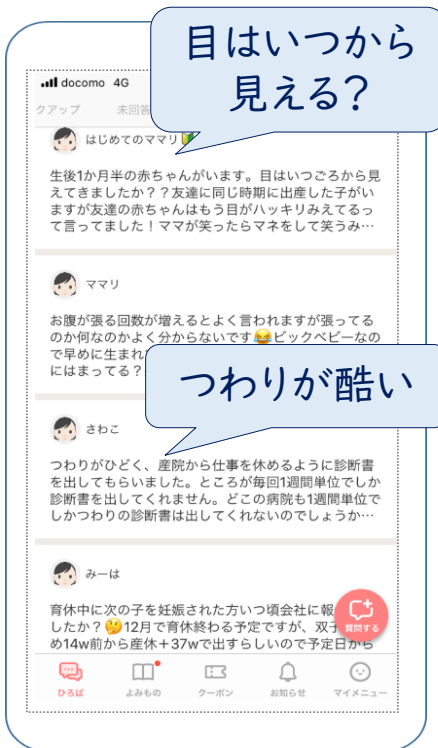 目はいつから
見える?
docomo 4G
クアップ 未回答
はじめてのママリ
生後1か月半の赤ちゃんがいます。目はいつごろから見
えてきましたか??友達に同じ時期に出産した子がい
ますが友達の赤ちゃんはもう目がハッキリみえてるっ
て言ってました!ママが笑ったらマネをして笑うみ…
ママリ
お腹が張る回数が増えるとよく言われますが張ってる
のか何なのかよく分からないです😂ビックベビーなの
で早めに生まれ
にはまってる?
つわりが酷い
さわこ
つわりがひどく、産院から仕事を休めるように診断書
を出してもらいました。ところが毎回1週間単位でしか
診断書を出してくれません。どこの病院も1週間単位で
しかつわりの診断書は出してくれないのでしょうか…
みーは
育休中に次の子を妊娠された方いつ頃会社に報
したか?🤔12月で育休終わる予定ですが、双子
め14w前から産休+37wで出すらしいので予定日から
質問する
ひろば よみもの クーポン お知らせ マイメニュー